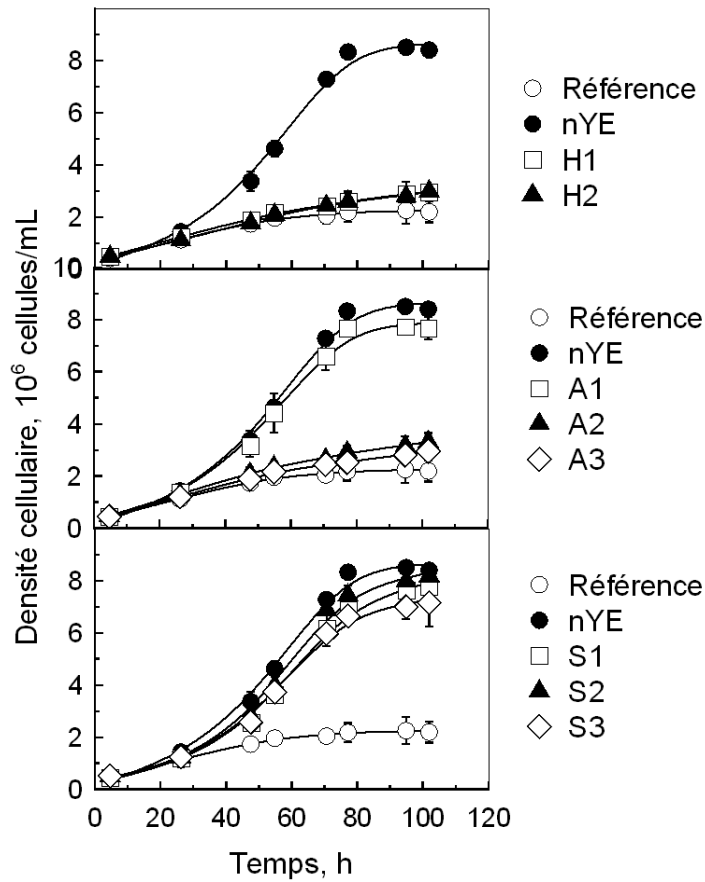 8
6
4
2
Référence
nYE
H1
H2
10
0
8
6
4
2
0
Référence
nYE
A1
A2
A3
8
6
4
2
0
Référence
nYE
S1
S2
S3
0 20 40 60 80 100 120
Temps, h
Densité cellulaire, 10⁶ cellules/mL